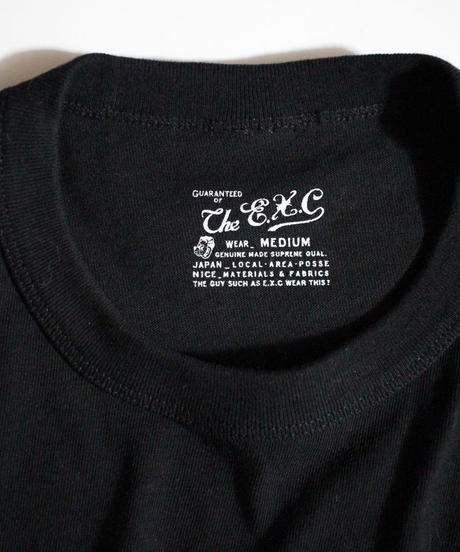 GUARANTEED
OF
The E.X.C
WEAR_ MEDIUM
GENUINE MADE SUPREME QUAL.
JAPAN _ LOCAL-AREA-POSSE
NICE_MATERIALS & FABRICS
THE GUY SUCH AS E.X.C WEAR THIS?